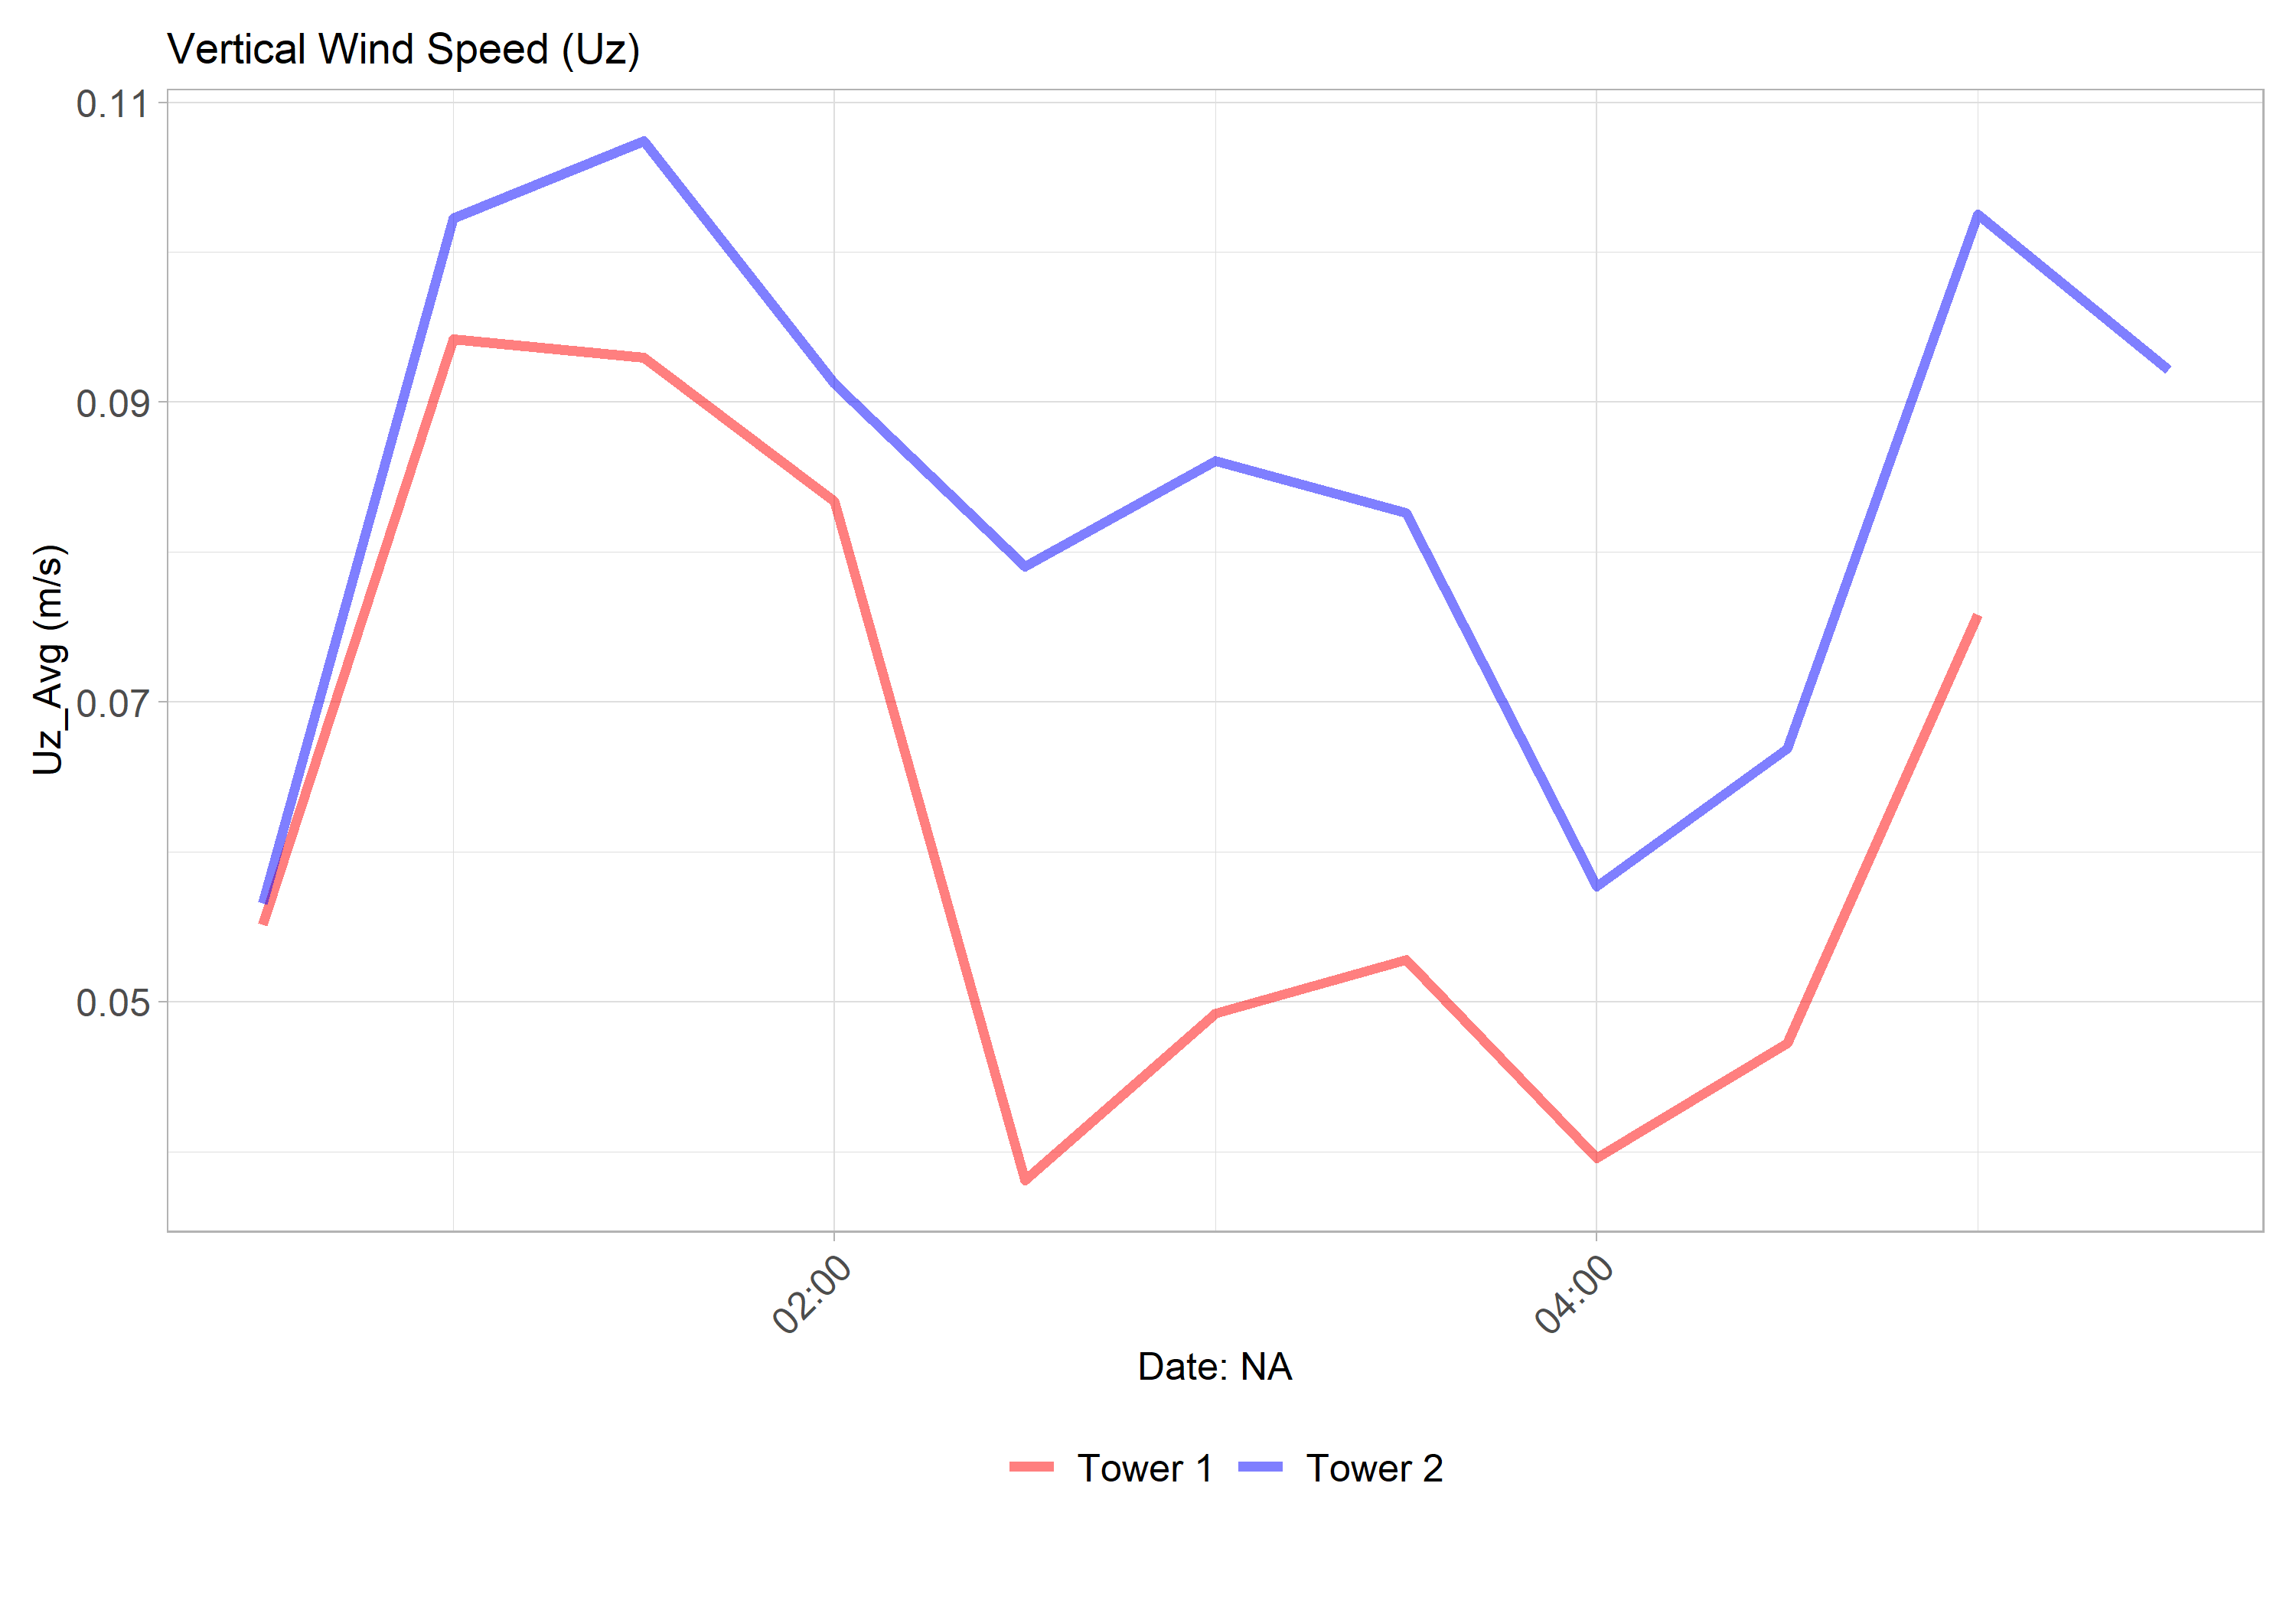 Vertical Wind Speed (Uz)
0.11
0.09
0.07
0.05
Uz_Avg (m/s)
02:00
04:00
Date: NA
Tower 1
Tower 2